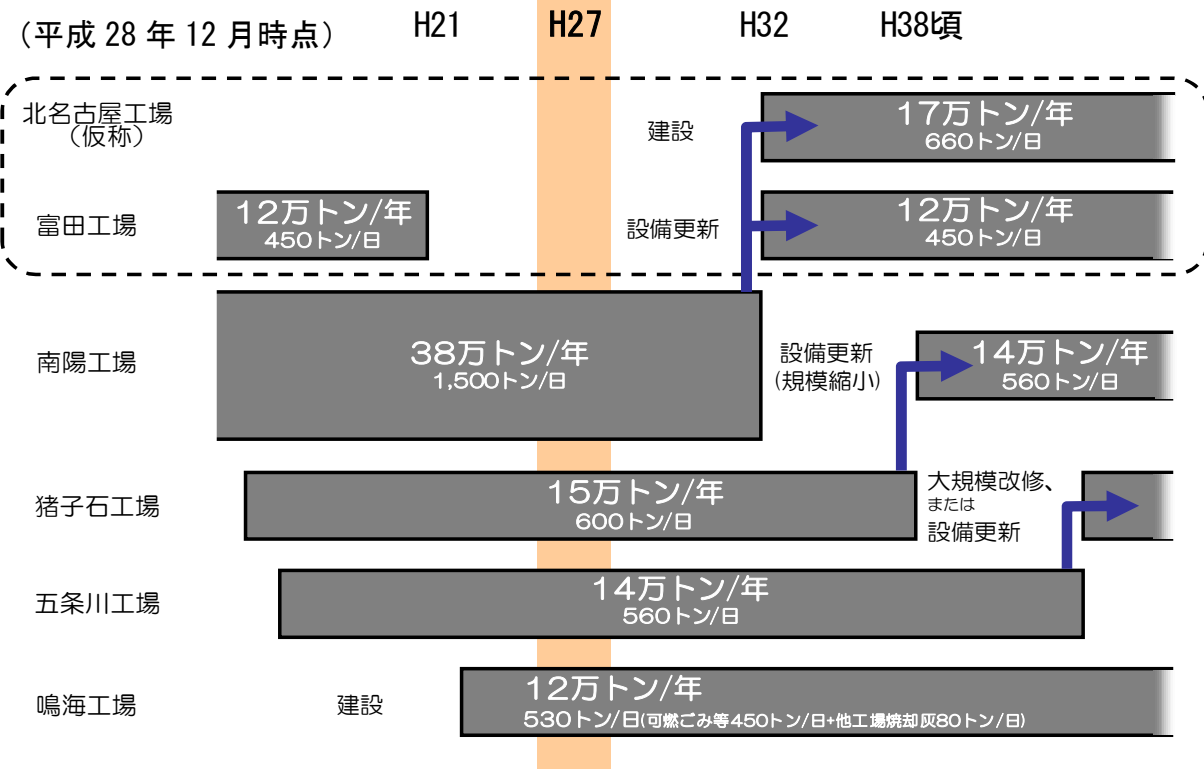 (平成 28 年 12 月時点)
H21
H27
H32
H38頃
北名古屋工場
(仮称)
建設
17万トン/年
660トン/日
富田工場
12万トン/年
450トン/日
設備更新
12万トン/年
450トン/日
南陽工場
38万トン/年
1,500トン/日
設備更新
(規模縮小)
14万トン/年
560トン/日
猪子石工場
15万トン/年
600トン/日
大規模改修、
または
設備更新
五条川工場
14万トン/年
560トン/日
鳴海工場
建設
12万トン/年
530トン/日(可燃ごみ等450トン/日+他工場焼却灰80トン/日)